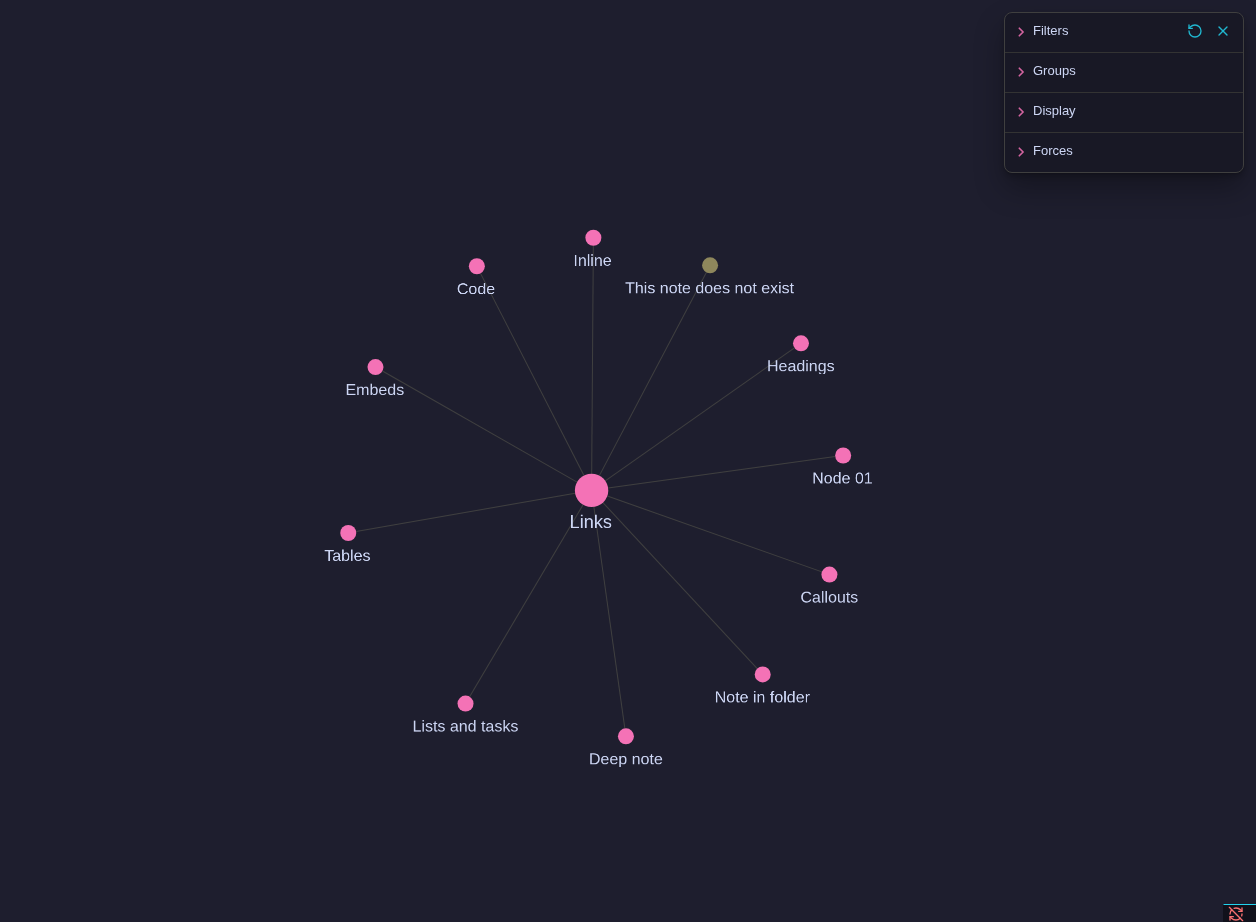 Filters
Groups
Display
Forces
Inline
Code
This note does not exist
Headings
Embeds
Node 01
Links
Tables
Callouts
Note in folder
Lists and tasks
Deep note